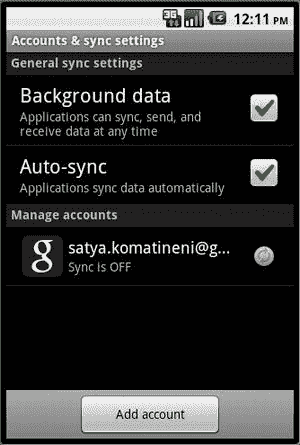 3G
12:11 PM
Accounts & sync settings
General sync settings
Background data
Applications can sync, send, and
receive data at any time
Auto-sync
Applications sync data automatically
Manage accounts
g
satya.komatineni@g...
Sync is OFF
Add account